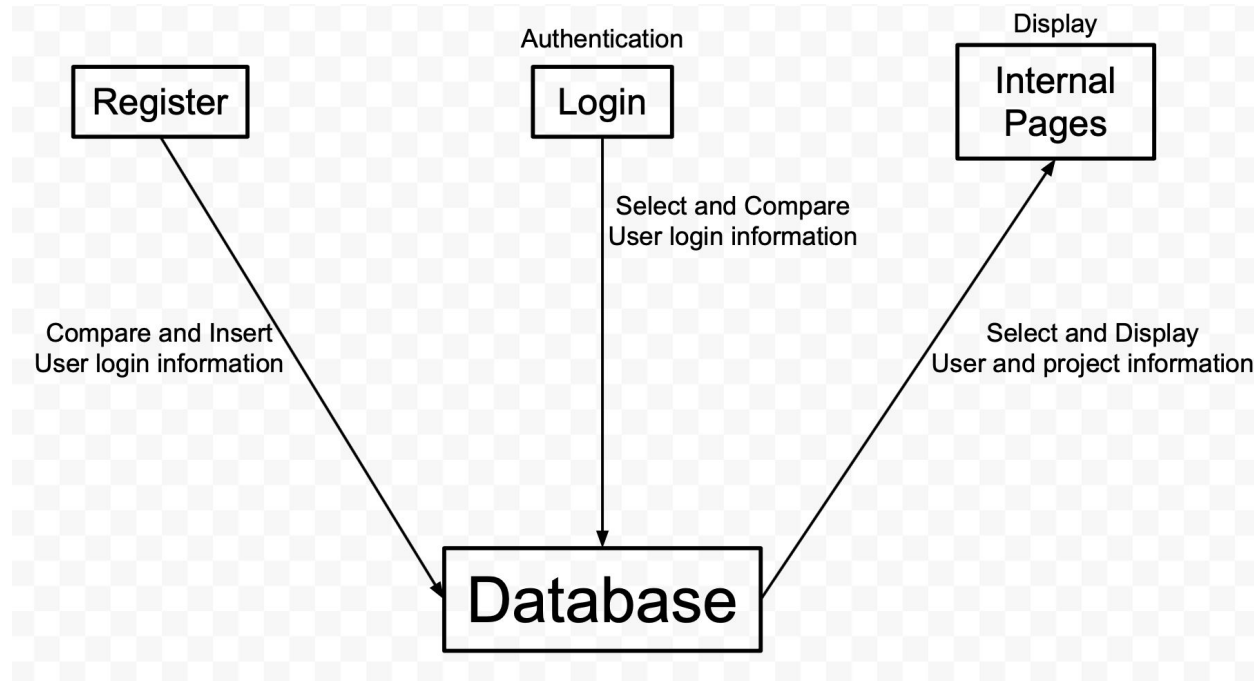 Display
Authentication
Register
Login
Internal
Pages
Select and Compare
User login information
Compare and Insert
User login information
Select and Display
User and project information
Database